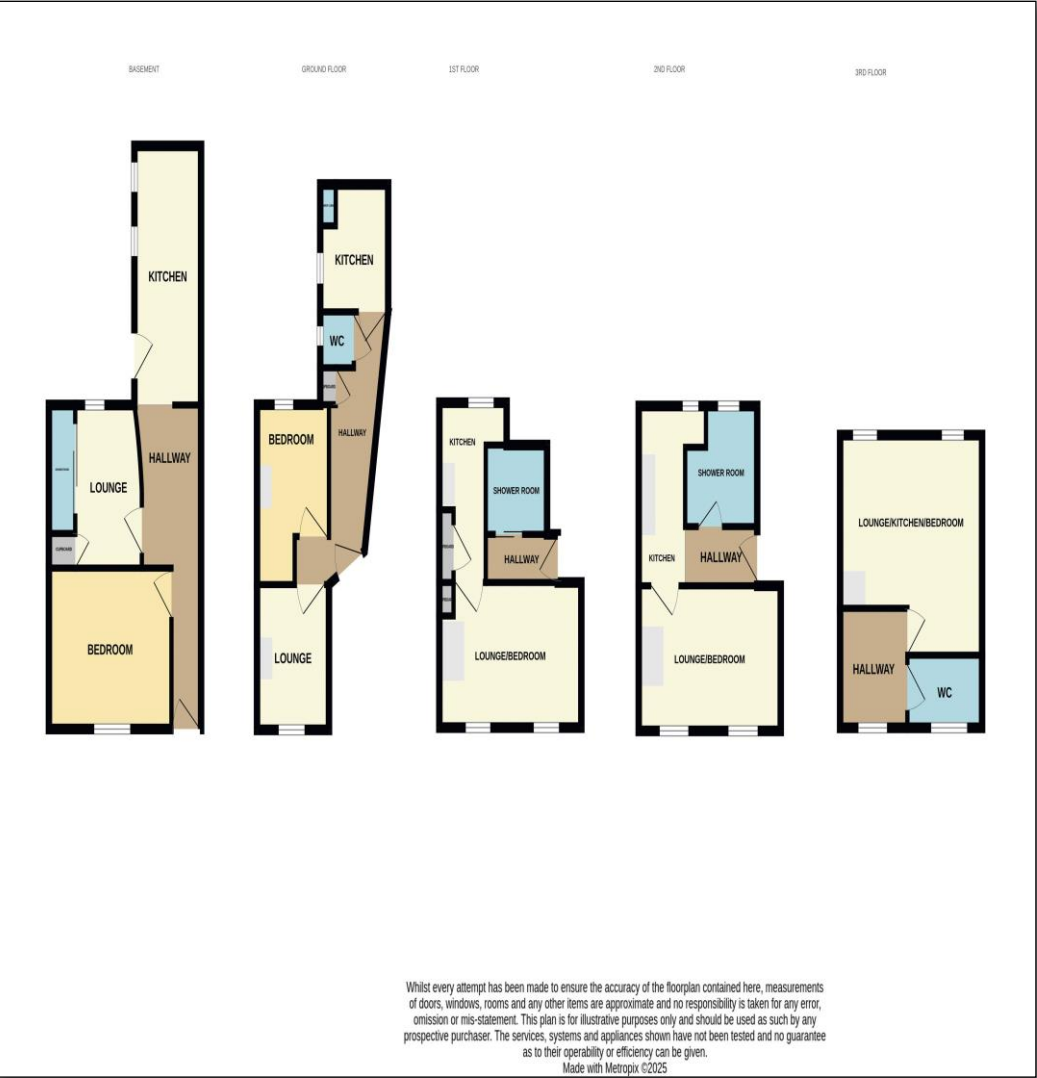 BASEMENT
GROUND FLOOR
1ST FLOOR
2ND FLOOR
3RD FLOOR
KITCHEN
LOUNGE
HALLWAY
CUPBOARD
BEDROOM
KITCHEN
WC
HALLWAY
BEDROOM
LOUNGE
KITCHEN
SHOWER ROOM
HALLWAY
LOUNGE/BEDROOM
SHOWER ROOM
KITCHEN
HALLWAY
LOUNGE/BEDROOM
LOUNGE/KITCHEN/BEDROOM
HALLWAY
WC
Whilst every attempt has been made to ensure the accuracy of the floorplan contained here, measurements
of doors, windows, rooms and any other items are approximate and no responsibility is taken for any error,
omission or mis-statement. This plan is for illustrative purposes only and should be used as such by any
prospective purchaser. The services, systems and appliances shown have not been tested and no guarantee
as to their operability or efficiency can be given.
Made with Metropix ©2025